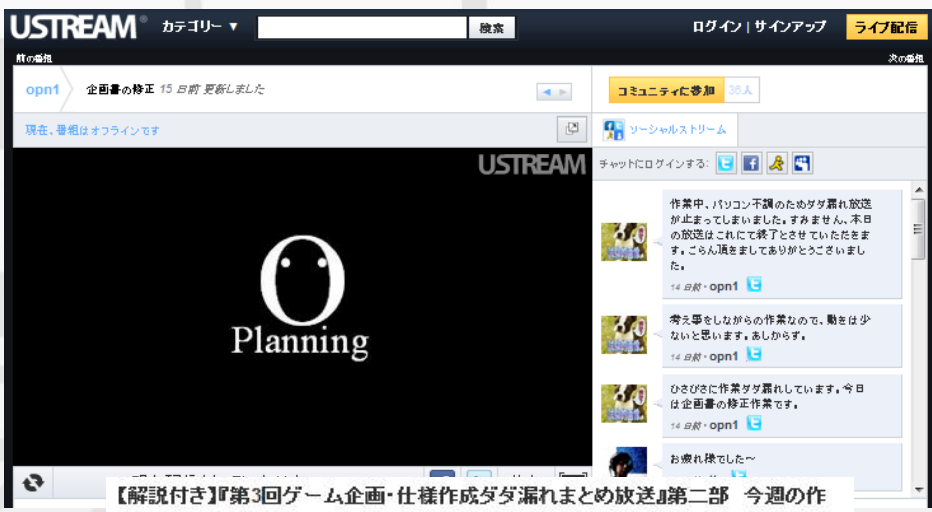 USTREAM カテゴリー ▼ 検索 ログイン | サインアップ ライブ配信
前の番組 次の番組
opn1 企画書の修正 15 日前 更新しました
コミュニティに参加 36人
現在、番組はオフラインです
ソーシャルストリーム
チャットにログインする:
USTREAM
O
Planning
作業中、パソコン不調のためダダ漏れ放送
が止まってしまいました。すみません、本日
の放送はこれにて終了とさせていただきま
す。ごらん頂きましてありがとうございまし
た。
14 日前・opn1
考え事をしながらの作業なので、動きは少
ないと思います。あしからず。
14 日前・opn1
ひさびさに作業ダダ漏れしています。今日
は企画書の修正作業です。
14 日前・opn1
お疲れ様でした～
【解説付き】『第3回ゲーム企画・仕様作成ダダ漏れまとめ放送』第二部 今週の作